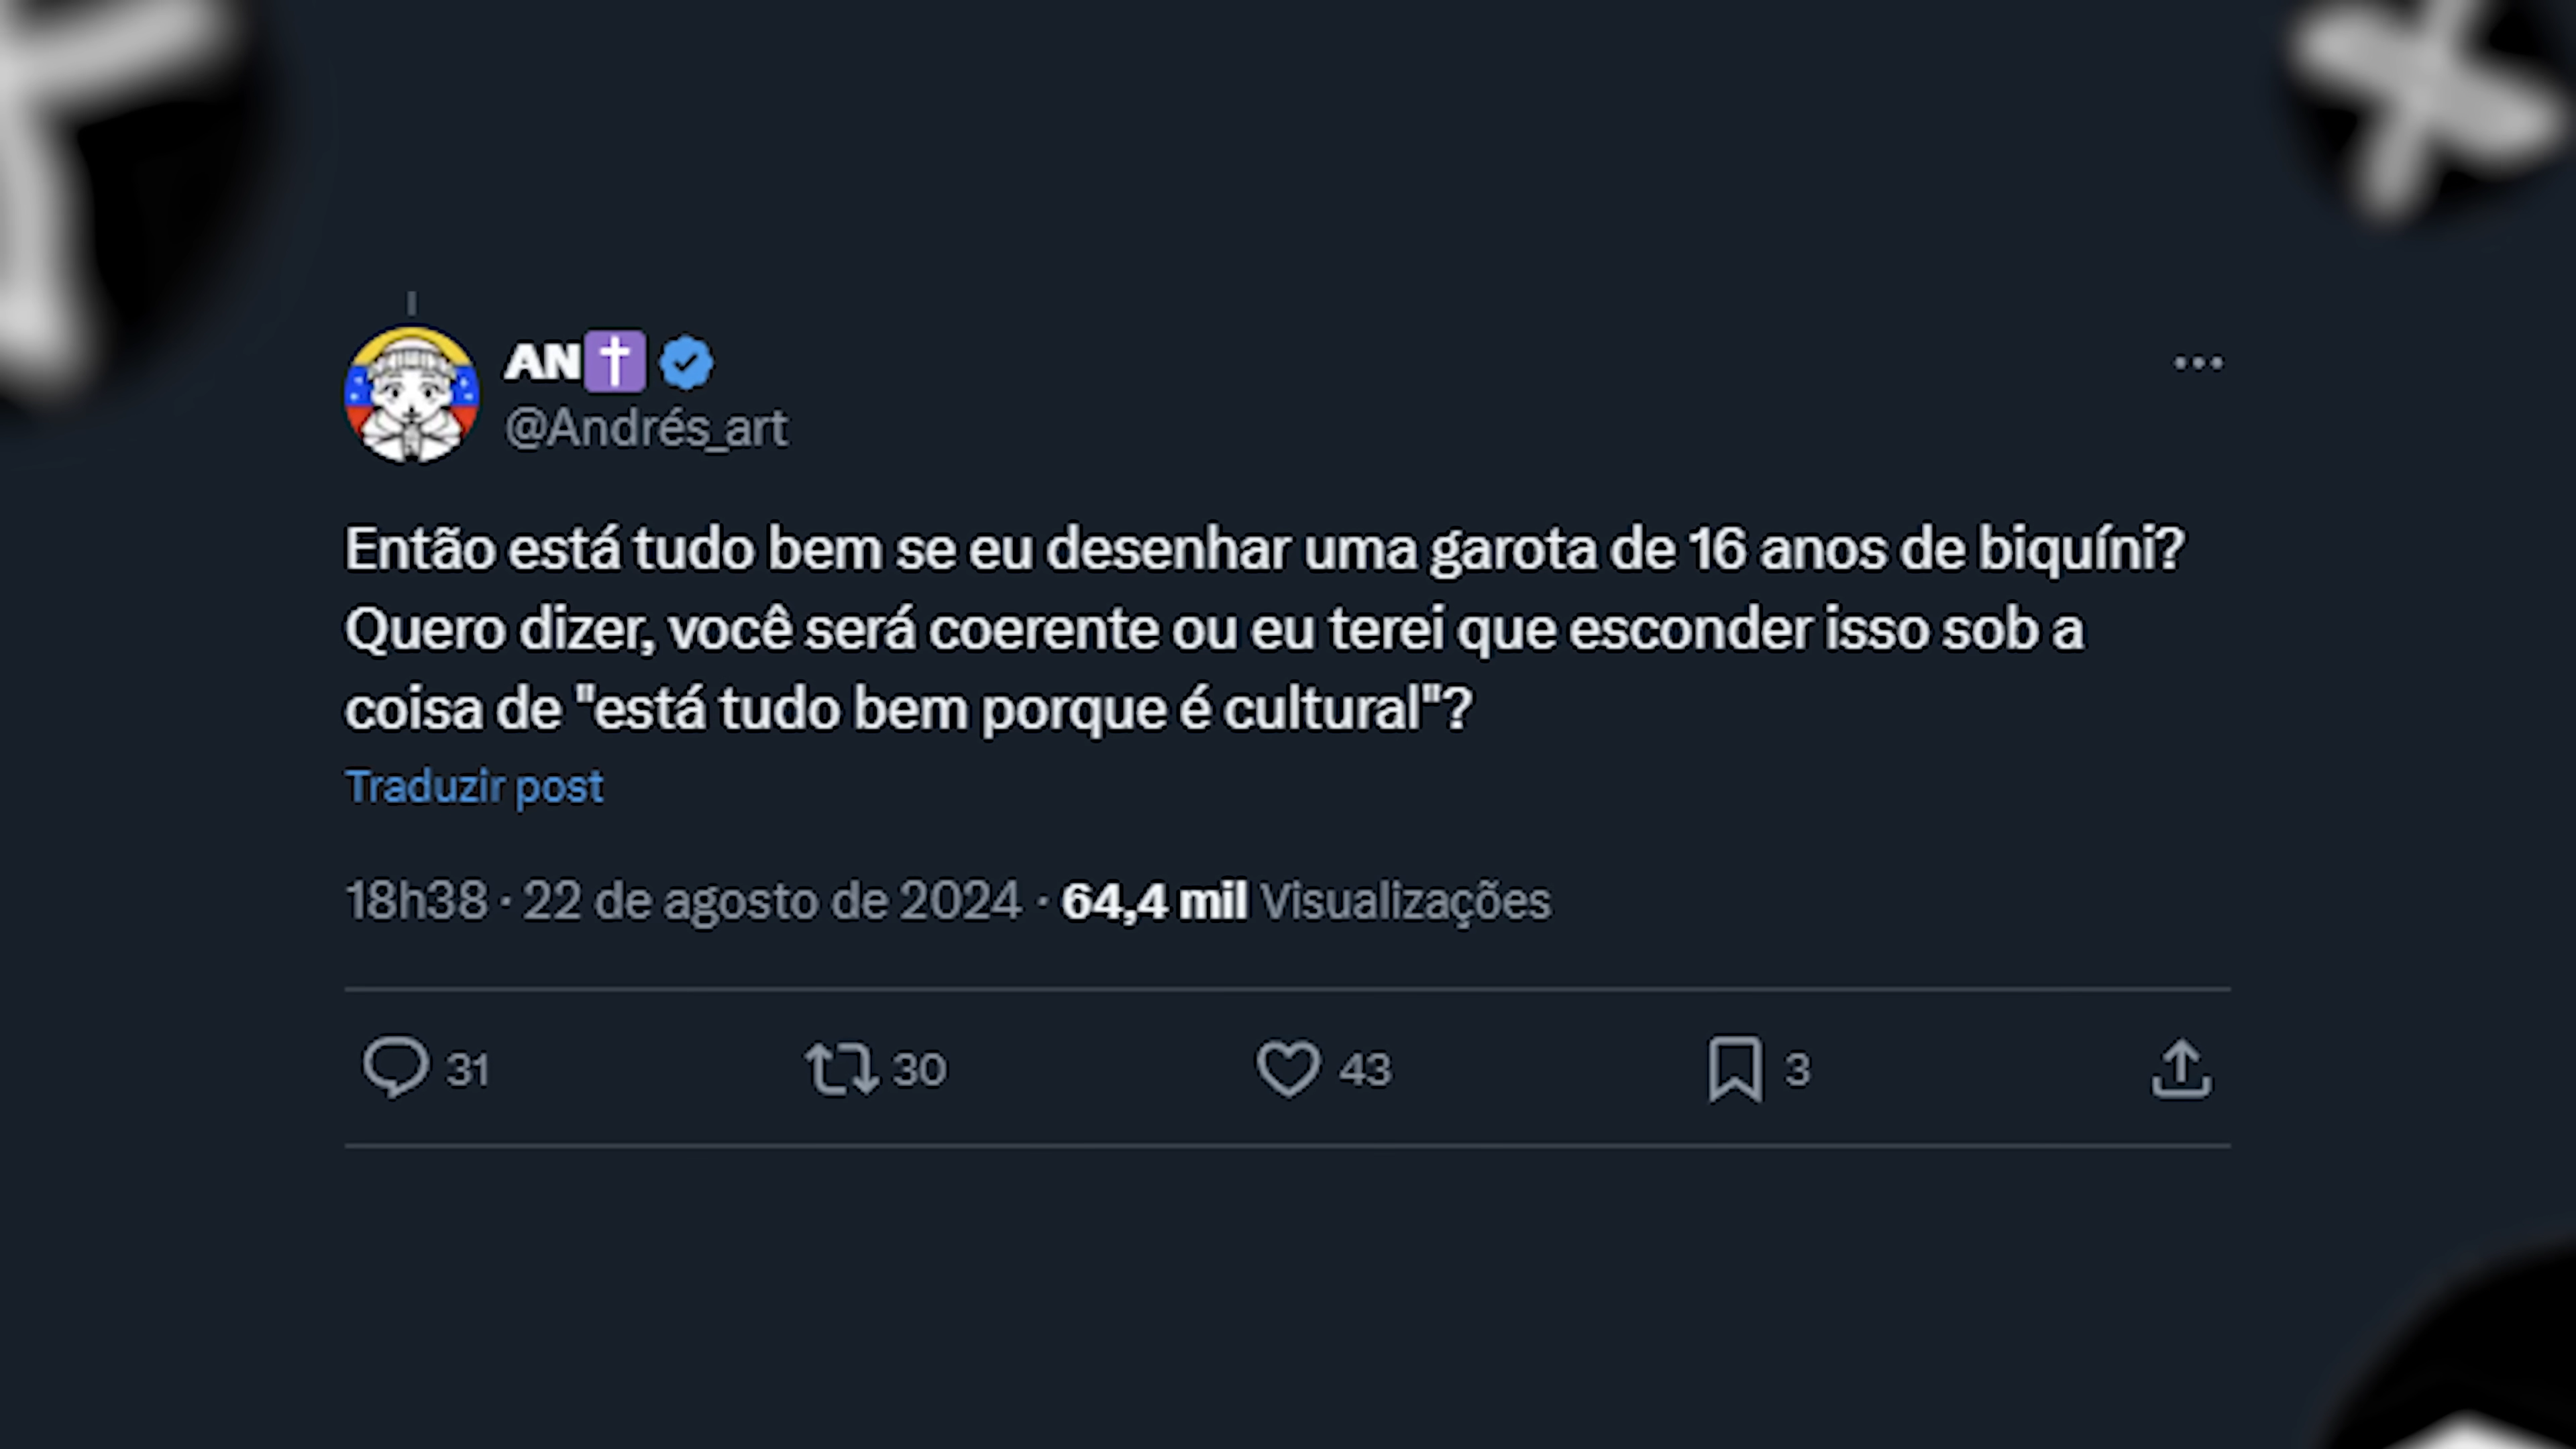 AN✝️
@Andrés_art
Então está tudo bem se eu desenhar uma garota de 16 anos de biquíni?
Quero dizer, você será coerente ou eu terei que esconder isso sob a
coisa de "está tudo bem porque é cultural"?
Traduzir post
18h38 · 22 de agosto de 2024 · 64,4 mil Visualizações
31 30 43 3